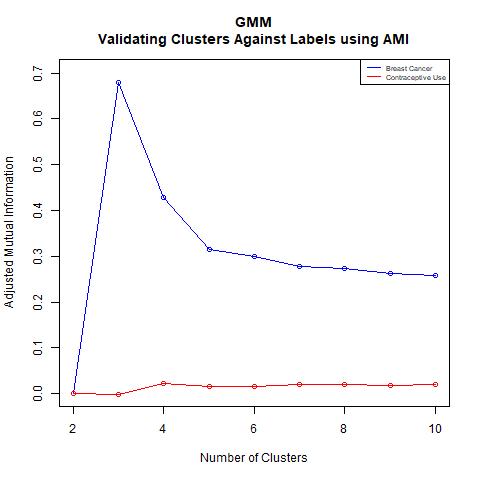 GMM
Validating Clusters Against Labels using AMI
Breast Cancer
Contraceptive Use
Adjusted Mutual Information
0.7
0.6
0.5
0.4
0.3
0.2
0.1
0.0
2 4 6 8 10
Number of Clusters